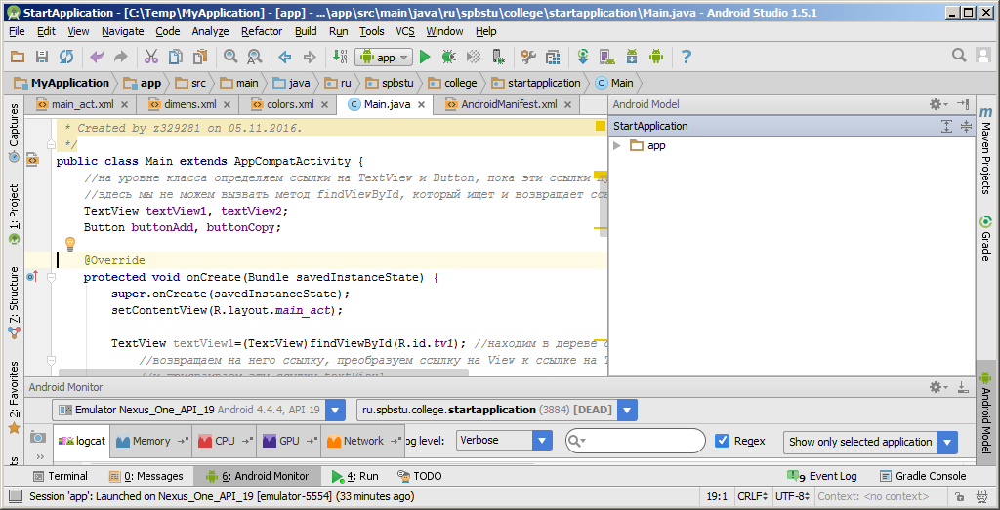 StartApplication - [C:\Temp\MyApplication] - [app] - ...\app\src\main\java\ru\spbstu\college\startapplication\Main.java - Android Studio 1.5.1
File Edit View Navigate Code Analyze Refactor Build Run Tools VCS Window Help
app
MyApplication app src main java ru spbstu college startapplication Main
main_act.xml dimens.xml colors.xml Main.java AndroidManifest.xml
Android Model
StartApplication
app
* Created by z329281 on 05.11.2016.
*/
public class Main extends AppCompatActivity {
//на уровне класса определяем ссылки на TextView и Button, пока эти ссылки
//здесь мы не можем вызвать метод findViewById, который ищет и возвращает
TextView textView1, textView2;
Button buttonAdd, buttonCopy;
@Override
protected void onCreate(Bundle savedInstanceState) {
super.onCreate(savedInstanceState);
setContentView(R.layout.main_act);
TextView textView1=(TextView)findViewById(R.id.tv1); //находим в дереве
//возвращаем на него ссылку, преобразуем ссылку на View к ссылке на
Captures
1: Project
7: Structure
2: Favorites
Maven Projects
Gradle
Android Model
Android Monitor
Emulator Nexus_One_API_19 Android 4.4.4, API 19
ru.spbstu.college.startapplication (3884) [DEAD]
logcat Memory CPU GPU Network og level: Verbose Regex Show only selected application
Terminal 0: Messages 6: Android Monitor 4: Run TODO 9 Event Log Gradle Console
Session 'app': Launched on Nexus_One_API_19 [emulator-5554] (33 minutes ago) 19:1 CRLF UTF-8 Context: <no context>